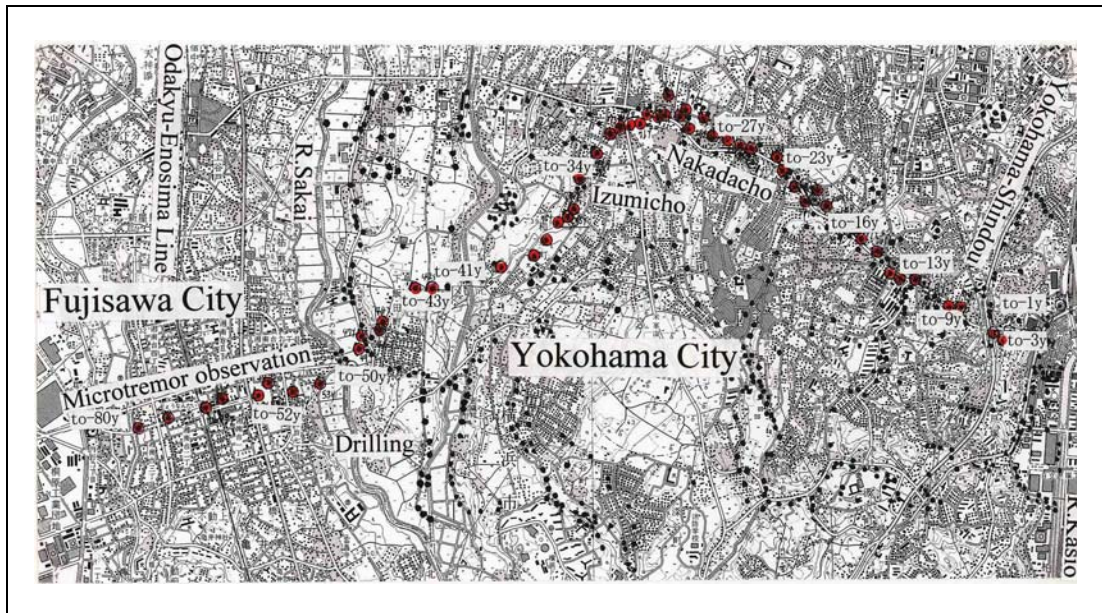 Odakyu-Enosima Line
R.Sakai
Fujisawa City
Microtremor observation
to-80y
to-52y
to-50y
Drilling
to-43y
to-41y
to-34y
Izumicho
Nakadacho
to-27y
to-23y
to-16y
to-13y
to-9y
to-1y
to-3y
Yokohama City
Yokohama-Shindou
R.Kasio